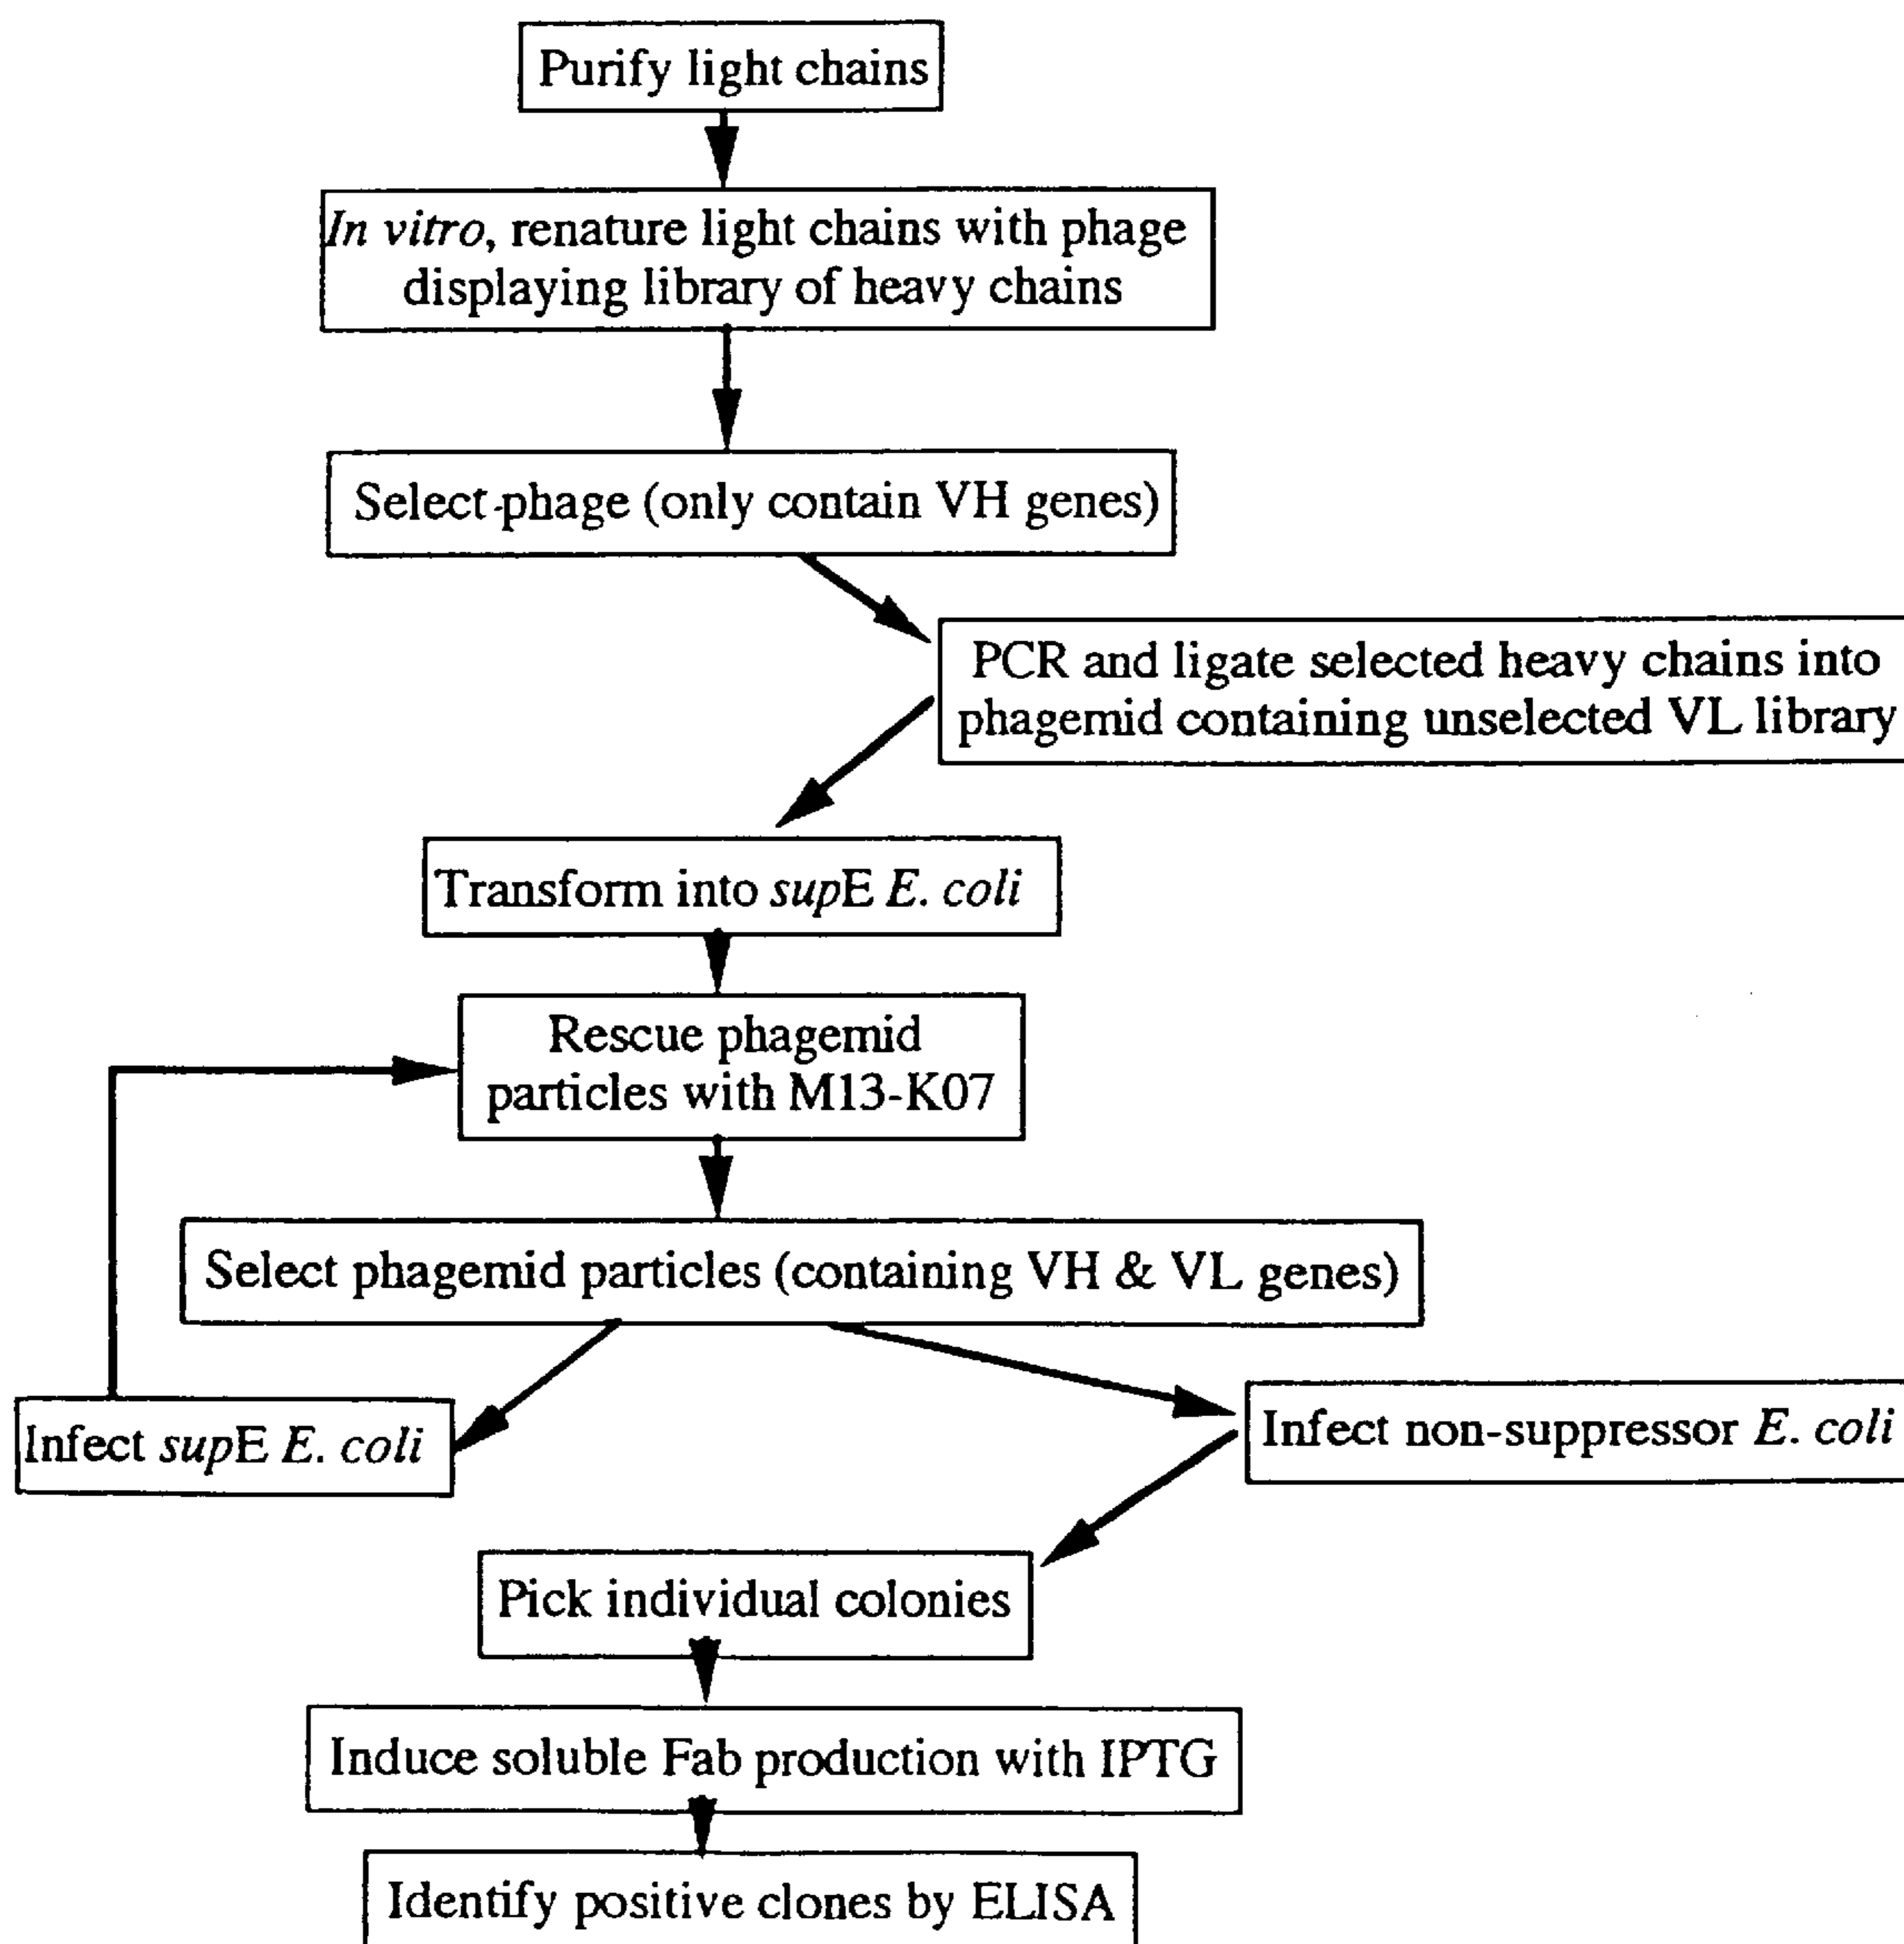 Purify light chains
In vitro, renature light chains with phage
displaying library of heavy chains
Select phage (only contain VH genes)
PCR and ligate selected heavy chains into
phagemid containing unselected VL library
Transform into supE E. coli
Rescue phagemid
particles with M13-K07
Select phagemid particles (containing VH & VL genes)
Infect supE E. coli
Infect non-suppressor E. coli
Pick individual colonies
Induce soluble Fab production with IPTG
Identify positive clones by ELISA